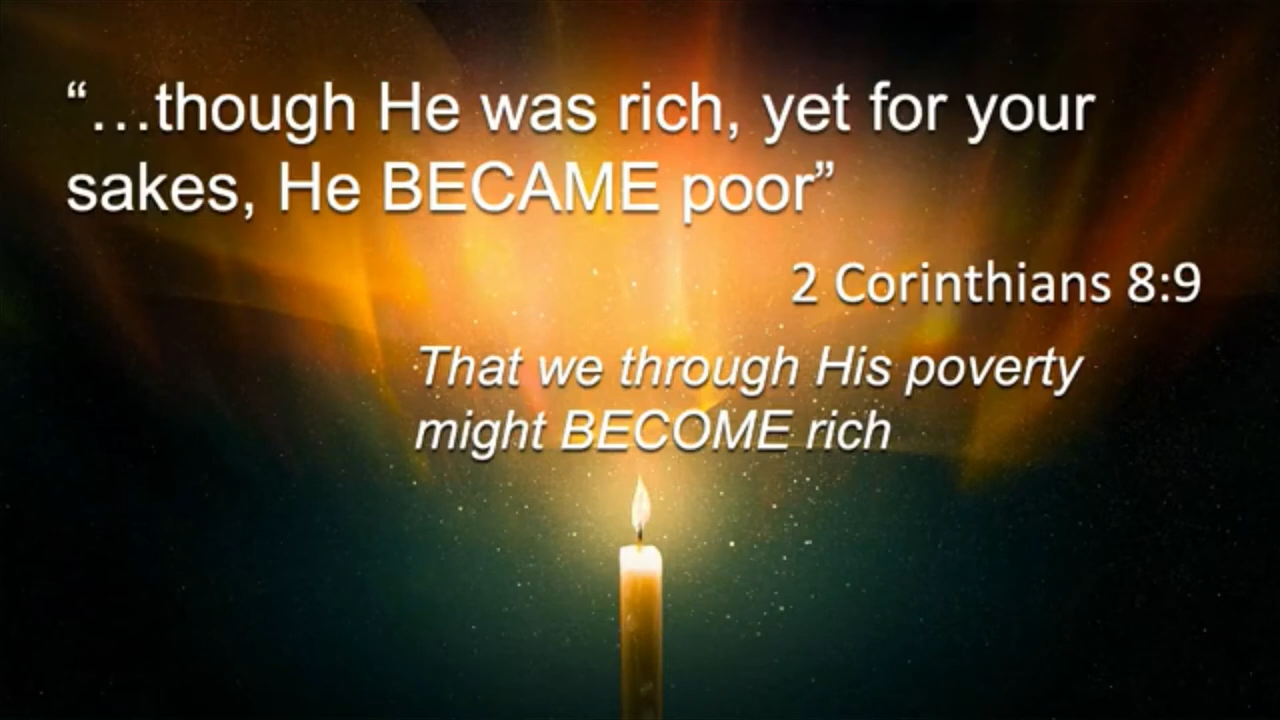 “…though He was rich, yet for your
sakes, He BECAME poor”
2 Corinthians 8:9
That we through His poverty
might BECOME rich